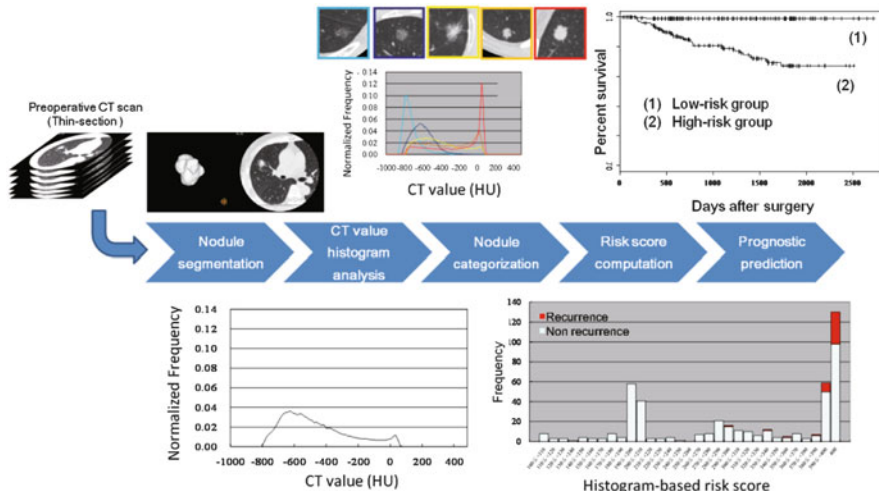 Preoperative CT scan
(Thin-section )
Normalized Frequency
0.14
0.12
0.10
0.08
0.06
0.04
0.02
0.00
-1000 -800 -600 -400 -200 0 200 400
CT value (HU)
Percent survival
1.0
0.0
(1)
(2)
(1) Low-risk group
(2) High-risk group
0 500 1000 1500 2000 2500
Days after surgery
Nodule
segmentation
CT value
histogram
analysis
Nodule
categorization
Risk score
computation
Prognostic
prediction
Normalized Frequency
0.14
0.12
0.10
0.08
0.06
0.04
0.02
0.00
-1000 -800 -600 -400 -200 0 200 400
CT value (HU)
Frequency
140
120
100
80
60
40
20
0
Recurrence
Non recurrence
400
Histogram-based risk score